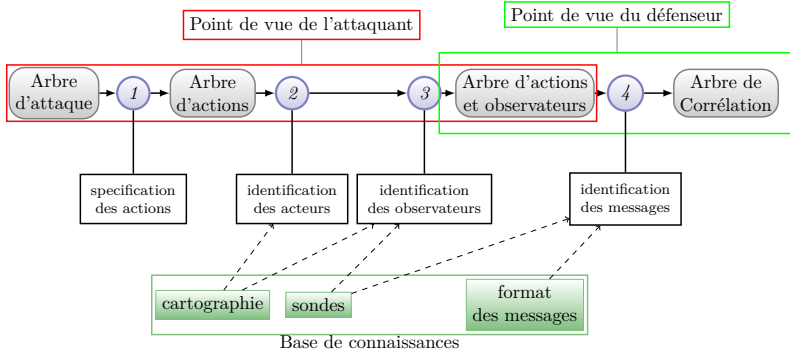 Point de vue de l'attaquant
Point de vue du défenseur
Arbre
d'attaque
1
Arbre
d'actions
2
3
Arbre d'actions
et observateurs
4
Arbre de
Corrélation
specification
des actions
identification
des acteurs
identification
des observateurs
identification
des messages
cartographie
sondes
format
des messages
Base de connaissances